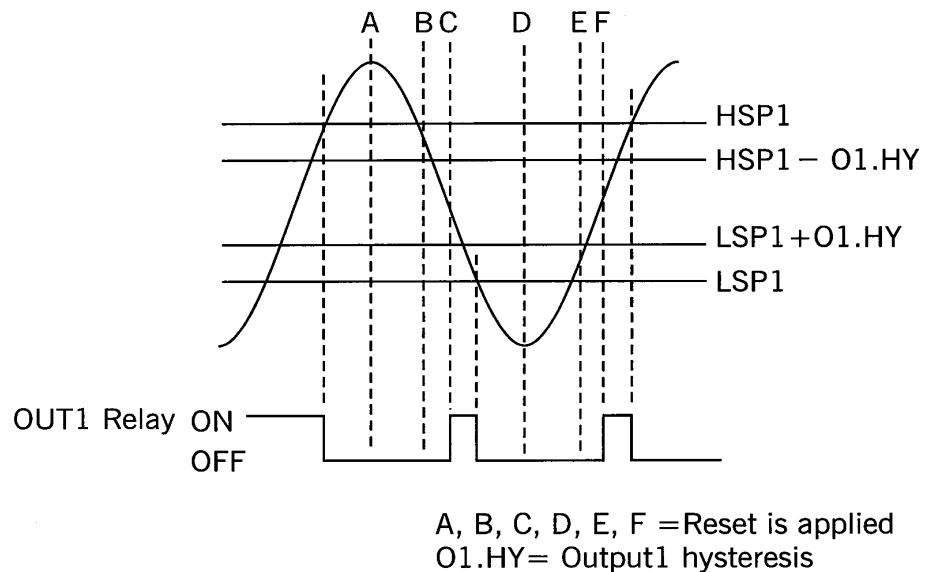 A B C D E F
HSP1
HSP1 − O1.HY
LSP1+O1.HY
LSP1
OUT1 Relay ON
OFF
A, B, C, D, E, F =Reset is applied
O1.HY= Output1 hysteresis